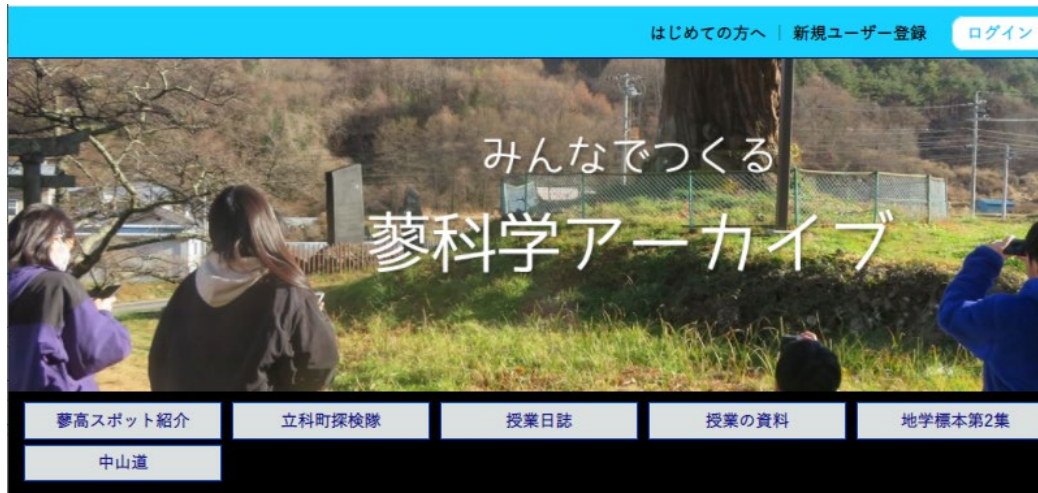 はじめての方へ | 新規ユーザー登録 ログイン
みんなでつくる
蓼科学アーカイブ
蓼高スポット紹介 立科町探検隊 授業日誌 授業の資料 地学標本第2集
中山道